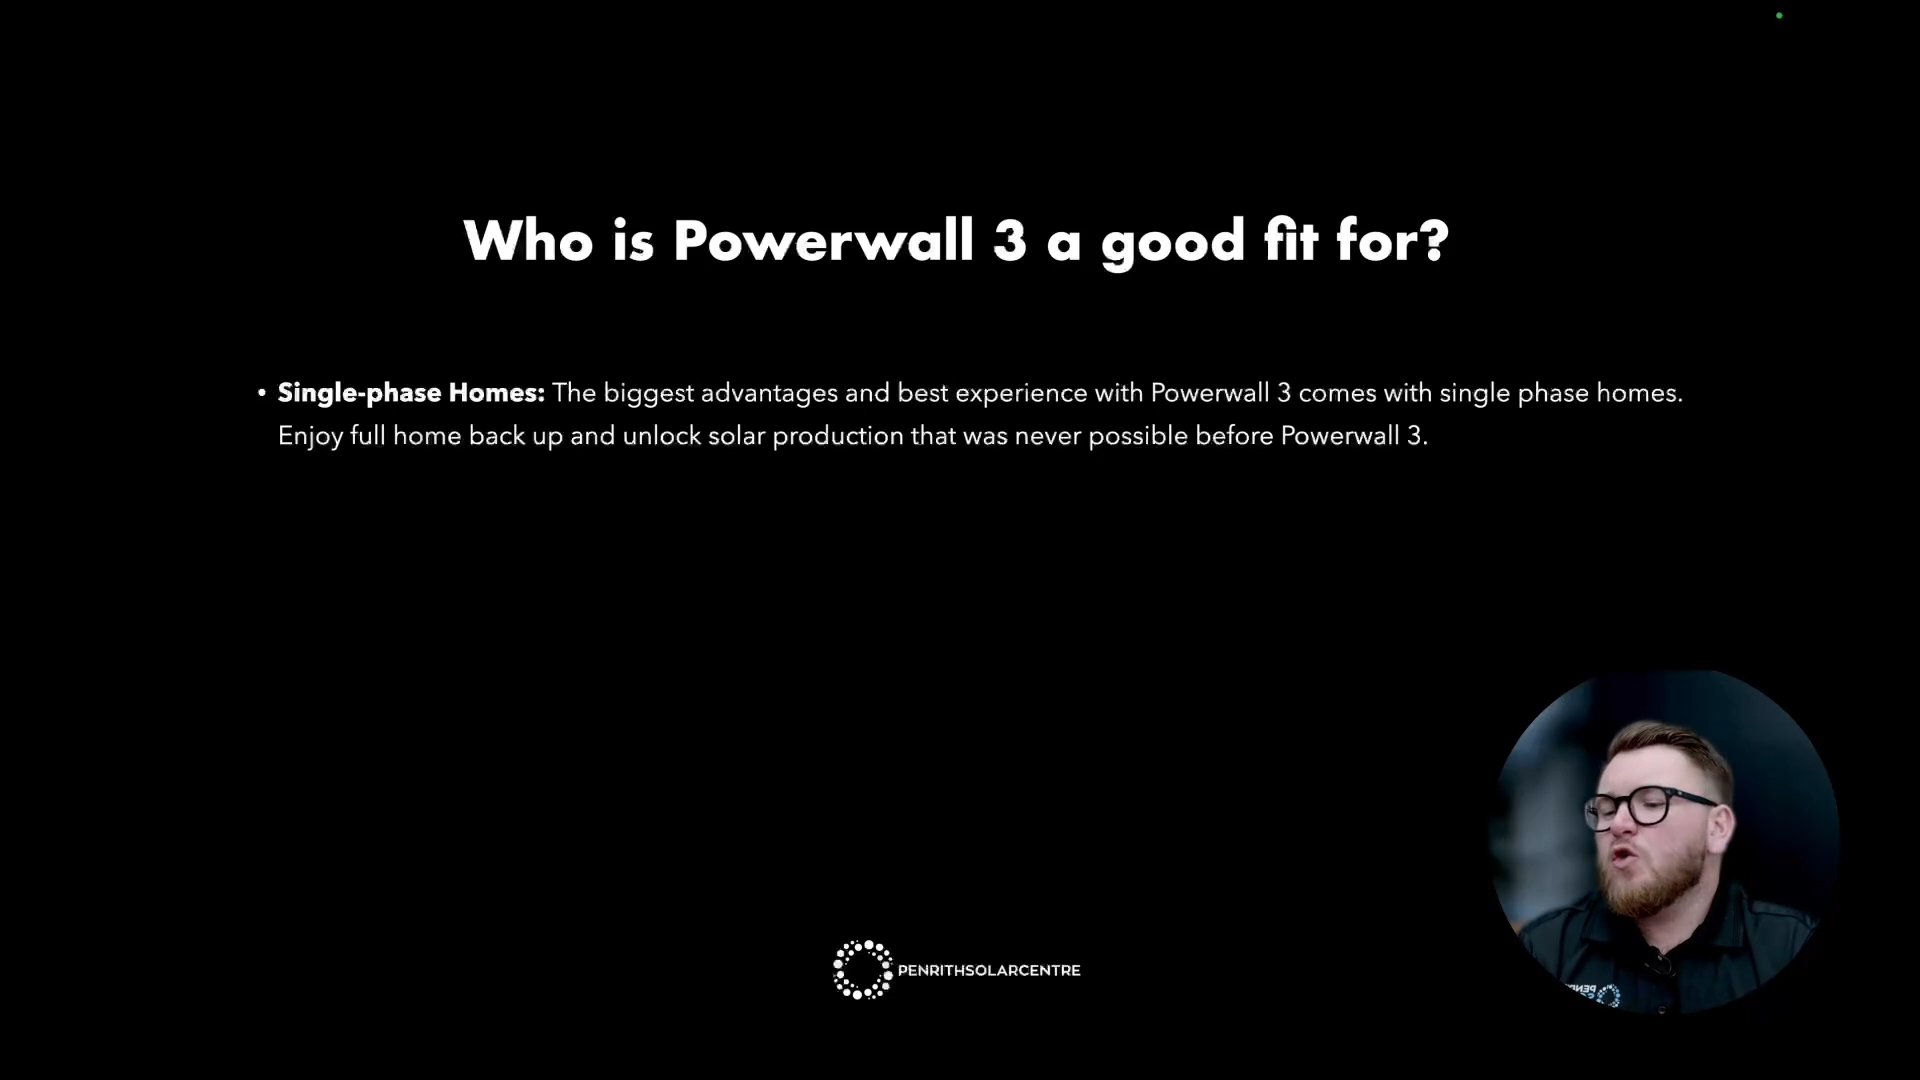 Who is Powerwall 3 a good fit for?
• Single-phase Homes: The biggest advantages and best experience with Powerwall 3 comes with single phase homes.
Enjoy full home back up and unlock solar production that was never possible before Powerwall 3.
PENRITHSOLARCENTRE